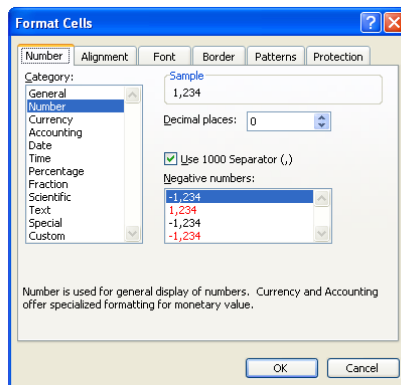 Format Cells
Number Alignment Font Border Patterns Protection
Category:
General
Number
Currency
Accounting
Date
Time
Percentage
Fraction
Scientific
Text
Special
Custom
Sample
1,234
Decimal places: 0
Use 1000 Separator (,)
Negative numbers:
-1,234
1,234
-1,234
-1,234
Number is used for general display of numbers. Currency and Accounting
offer specialized formatting for monetary value.
OK Cancel